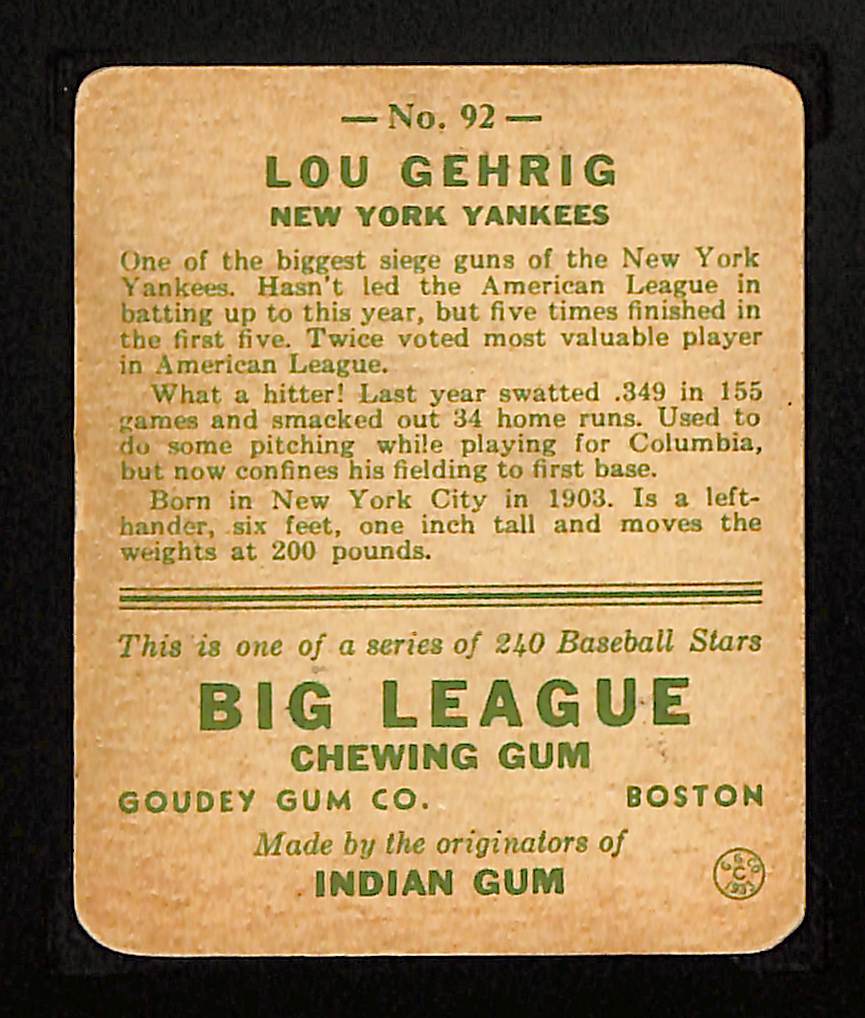 — No. 92 —
LOU GEHRIG
NEW YORK YANKEES
One of the biggest siege guns of the New York
Yankees. Hasn't led the American League in
batting up to this year, but five times finished in
the first five. Twice voted most valuable player
in American League.
What a hitter! Last year swatted .349 in 155
games and smacked out 34 home runs. Used to
do some pitching while playing for Columbia,
but now confines his fielding to first base.
Born in New York City in 1903. Is a left-
hander, six feet, one inch tall and moves the
weights at 200 pounds.
This is one of a series of 240 Baseball Stars
BIG LEAGUE
CHEWING GUM
GOUDEY GUM CO. BOSTON
Made by the originators of
INDIAN GUM
G. G. CO.
C
1933